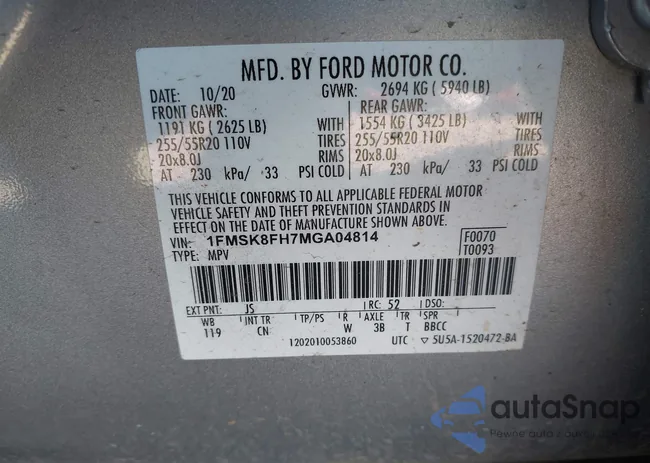 MFD. BY FORD MOTOR CO.
DATE: 10/20 GVWR: 2694 KG ( 5940 LB)
FRONT GAWR: REAR GAWR:
1191 KG ( 2625 LB) WITH 1554 KG ( 3425 LB) WITH
255/55R20 110V TIRES 255/55R20 110V TIRES
20x8.0J RIMS 20x8.0J RIMS
AT 230 kPa/ 33 PSI COLD AT 230 kPa/ 33 PSI COLD
THIS VEHICLE CONFORMS TO ALL APPLICABLE FEDERAL MOTOR
VEHICLE SAFETY AND THEFT PREVENTION STANDARDS IN
EFFECT ON THE DATE OF MANUFACTURE SHOWN ABOVE.
VIN: 1FMSK8FH7MGA04814 F0070
TYPE: MPV T0093
EXT PNT: JS RC: 52 DSO:
WB INT TR TP/PS R AXLE TR SPR
119 CN W 3B T BBCC
1202010053860 UTC ▽ 5U5A-1520472-BA
autaSnap
Pewne auto z aukcji